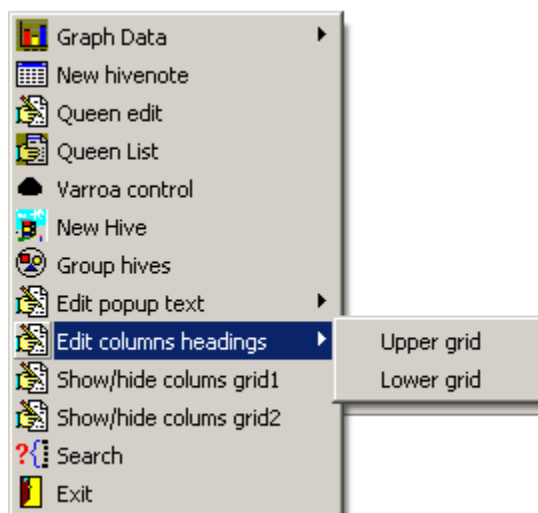 Graph Data
New hivenote
Queen edit
Queen List
Varroa control
New Hive
Group hives
Edit popup text
Edit columns headings
Upper grid
Show/hide colums grid1
Lower grid
Show/hide colums grid2
Search
Exit